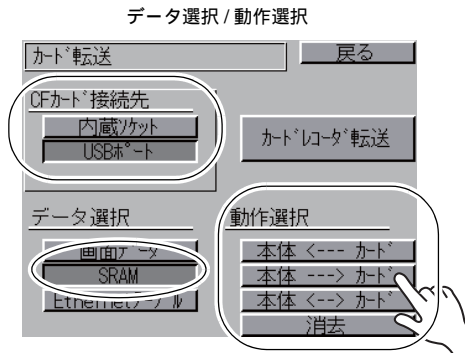 データ選択 / 動作選択
カード転送
戻る
CFカード接続先
内蔵ソケット
USBポート
カードレコーダ転送
データ選択
動作選択
画面データ
本体 <--- カード
SRAM
本体 ---> カード
Ethernetテーブル
本体 <--> カード
消去